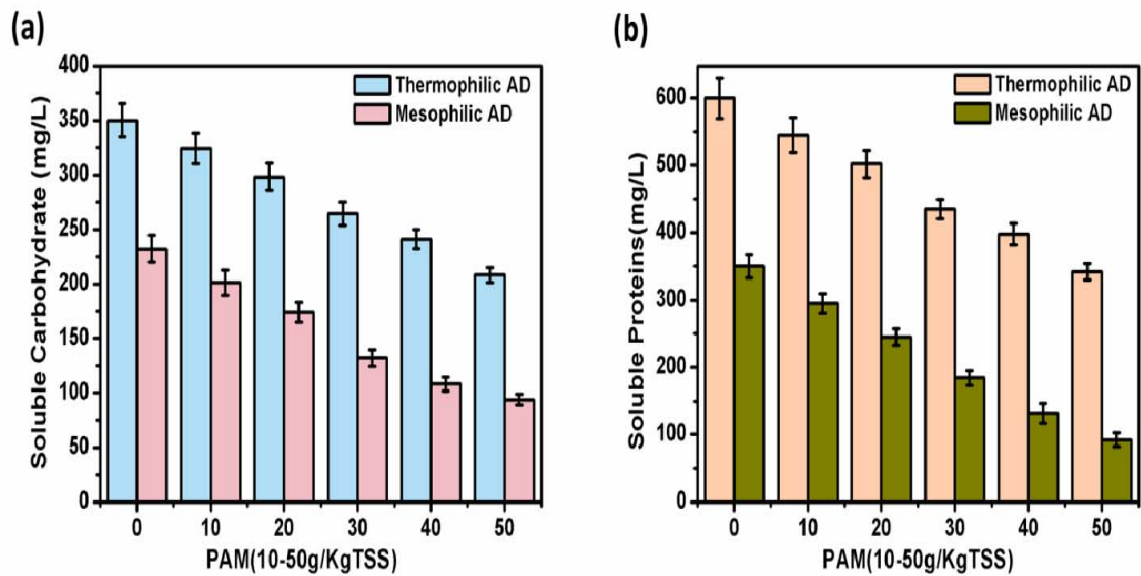 (a)
Soluble Carbohydrate (mg/L)
400
350
300
250
200
150
100
50
0
Thermophilic AD
Mesophilic AD
0 10 20 30 40 50
PAM(10-50g/KgTSS)
(b)
Soluble Proteins(mg/L)
600
500
400
300
200
100
0
Thermophilic AD
Mesophilic AD
0 10 20 30 40 50
PAM(10-50g/KgTSS)